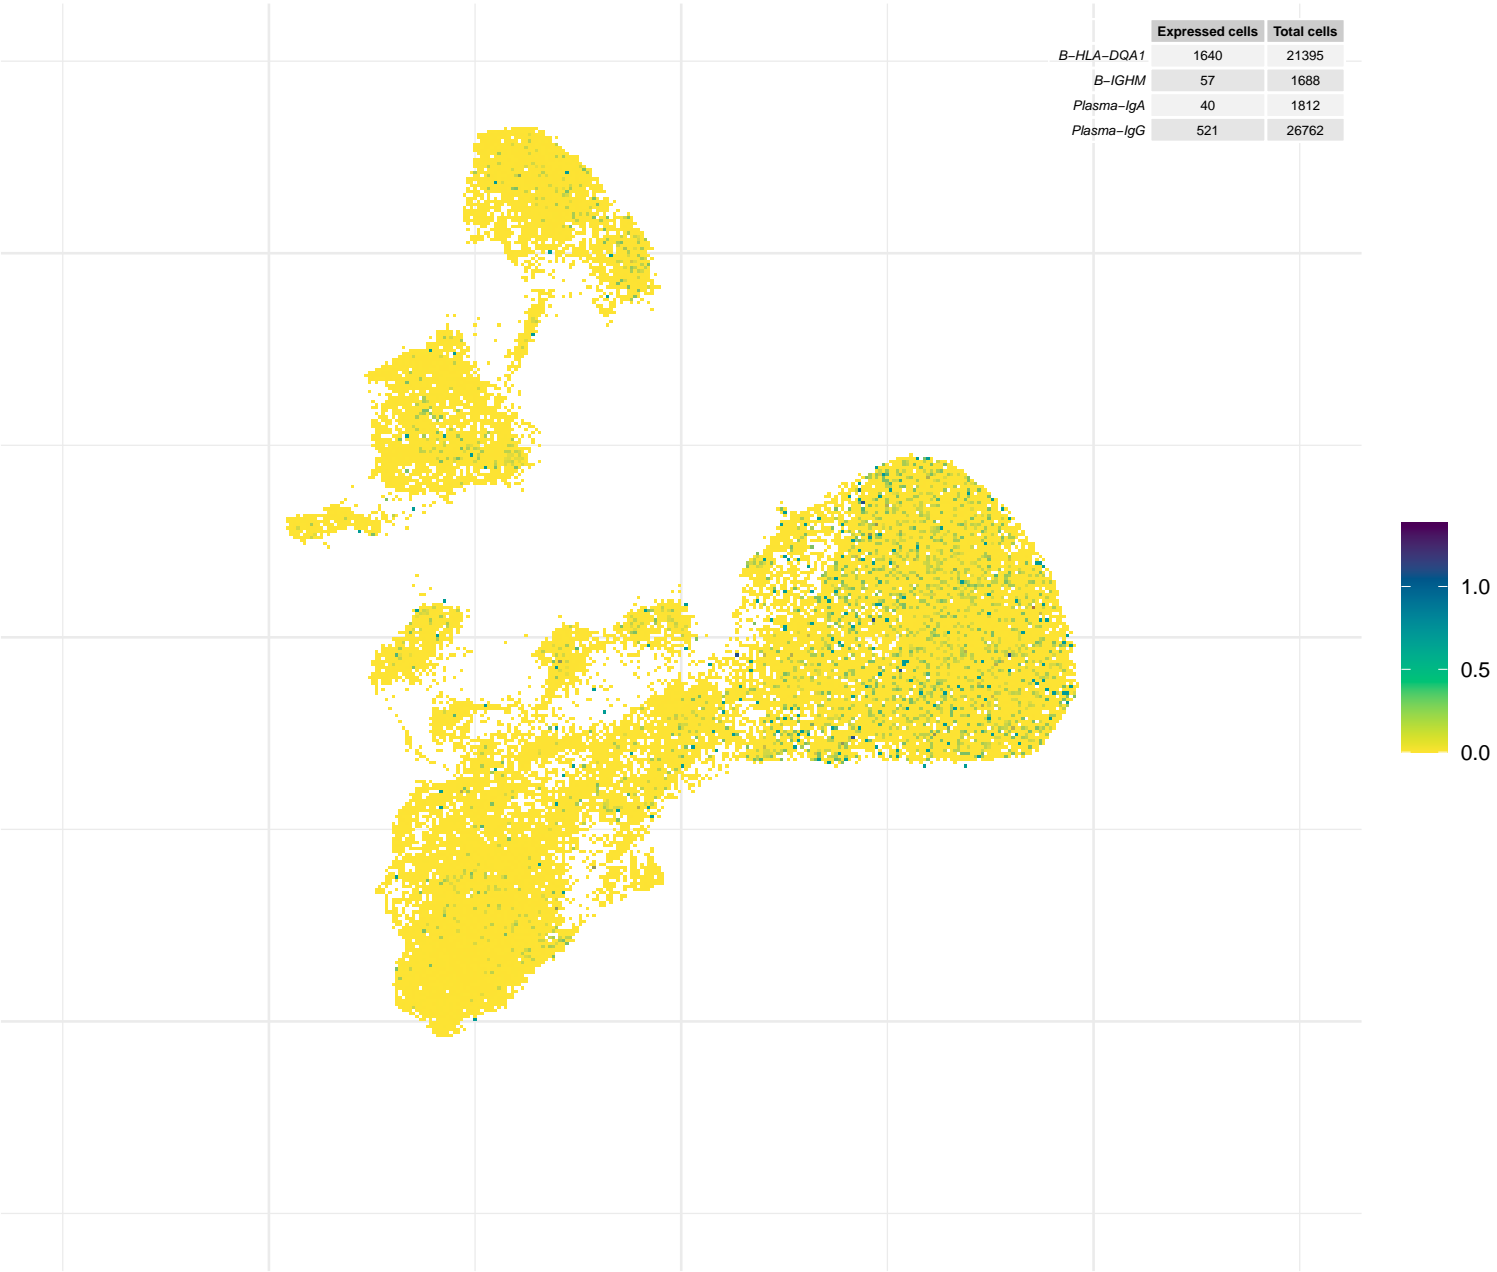 Expressed cells Total cells
B−HLA−DQA1 1640 21395
B−IGHM 57 1688
Plasma−IgA 40 1812
Plasma−IgG 521 26762
1.0
0.5
0.0